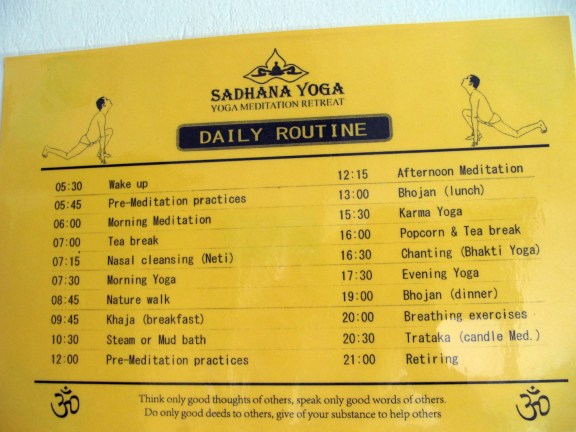 SADHANA YOGA
YOGA MEDITATION RETREAT
DAILY ROUTINE
05:30 Wake up
05:45 Pre-Meditation practices
06:00 Morning Meditation
07:00 Tea break
07:15 Nasal cleansing (Neti)
07:30 Morning Yoga
08:45 Nature walk
09:45 Khaja (breakfast)
10:30 Steam or Mud bath
12:00 Pre-Meditation practices
12:15 Afternoon Meditation
13:00 Bhojan (lunch)
15:30 Karma Yoga
16:00 Popcorn & Tea break
16:30 Chanting (Bhakti Yoga)
17:30 Evening Yoga
19:00 Bhojan (dinner)
20:00 Breathing exercises
20:30 Trataka (candle Med.)
21:00 Retiring
ॐ ॐ
Think only good thoughts of others, speak only good words of others.
Do only good deeds to others, give of your substance to help others